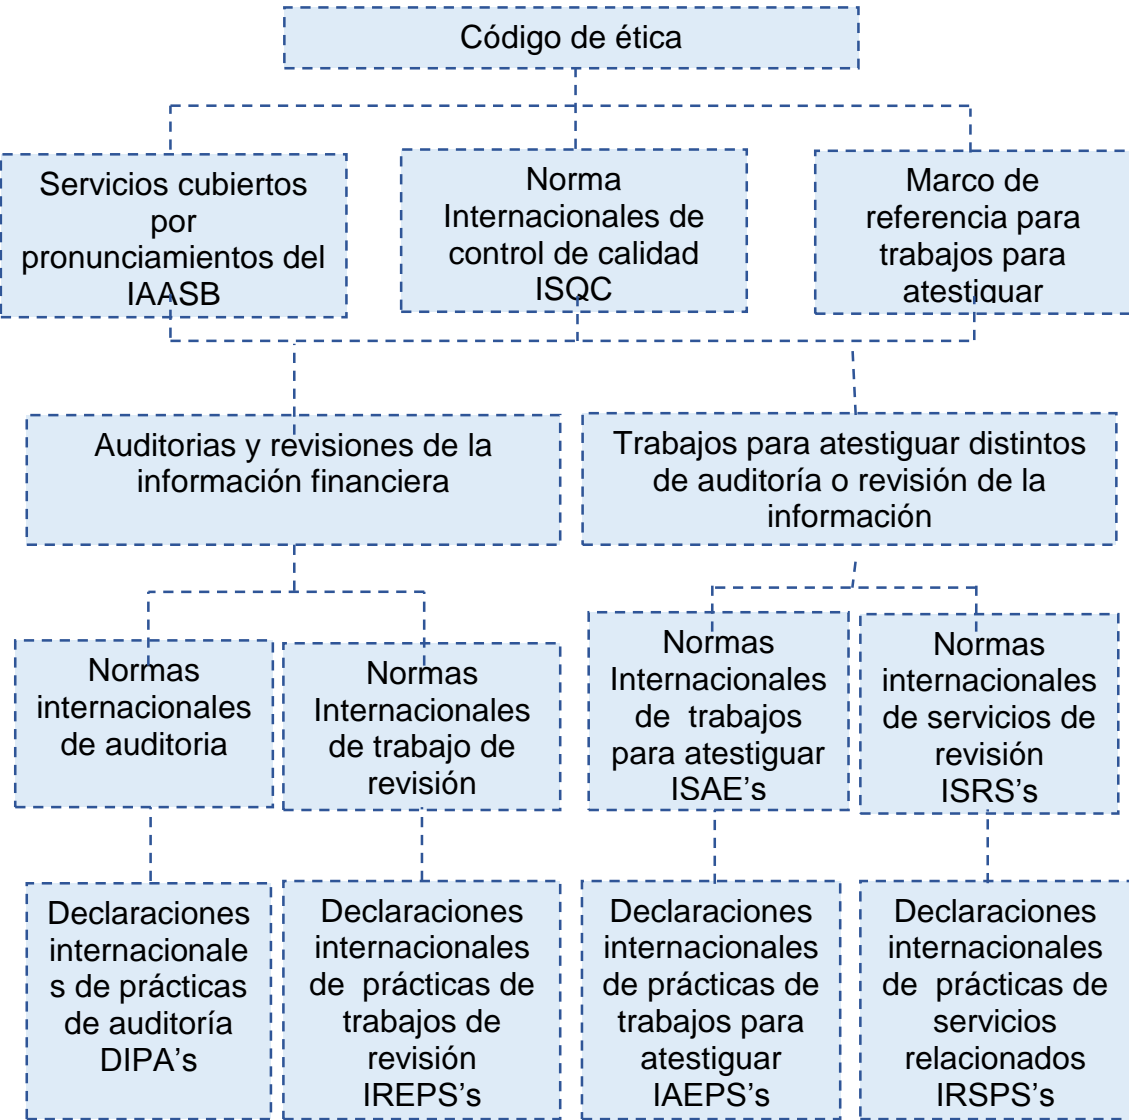 Código de ética
Servicios cubiertos
por
pronunciamientos del
IAASB
Norma
Internacionales de
control de calidad
ISQC
Marco de
referencia para
trabajos para
atestiguar
Auditorias y revisiones de la
información financiera
Trabajos para atestiguar distintos
de auditoría o revisión de la
información
Normas
internacionales
de auditoria
Normas
Internacionales
de trabajo de
revisión
Normas
Internacionales
de trabajos
para atestiguar
ISAE’s
Normas
internacionales
de servicios de
revisión
ISRS’s
Declaraciones
internacionale
s de prácticas
de auditoría
DIPA’s
Declaraciones
internacionales
de prácticas de
trabajos de
revisión
IREPS’s
Declaraciones
internacionales
de prácticas de
trabajos para
atestiguar
IAEPS’s
Declaraciones
internacionales
de prácticas de
servicios
relacionados
IRSPS’s